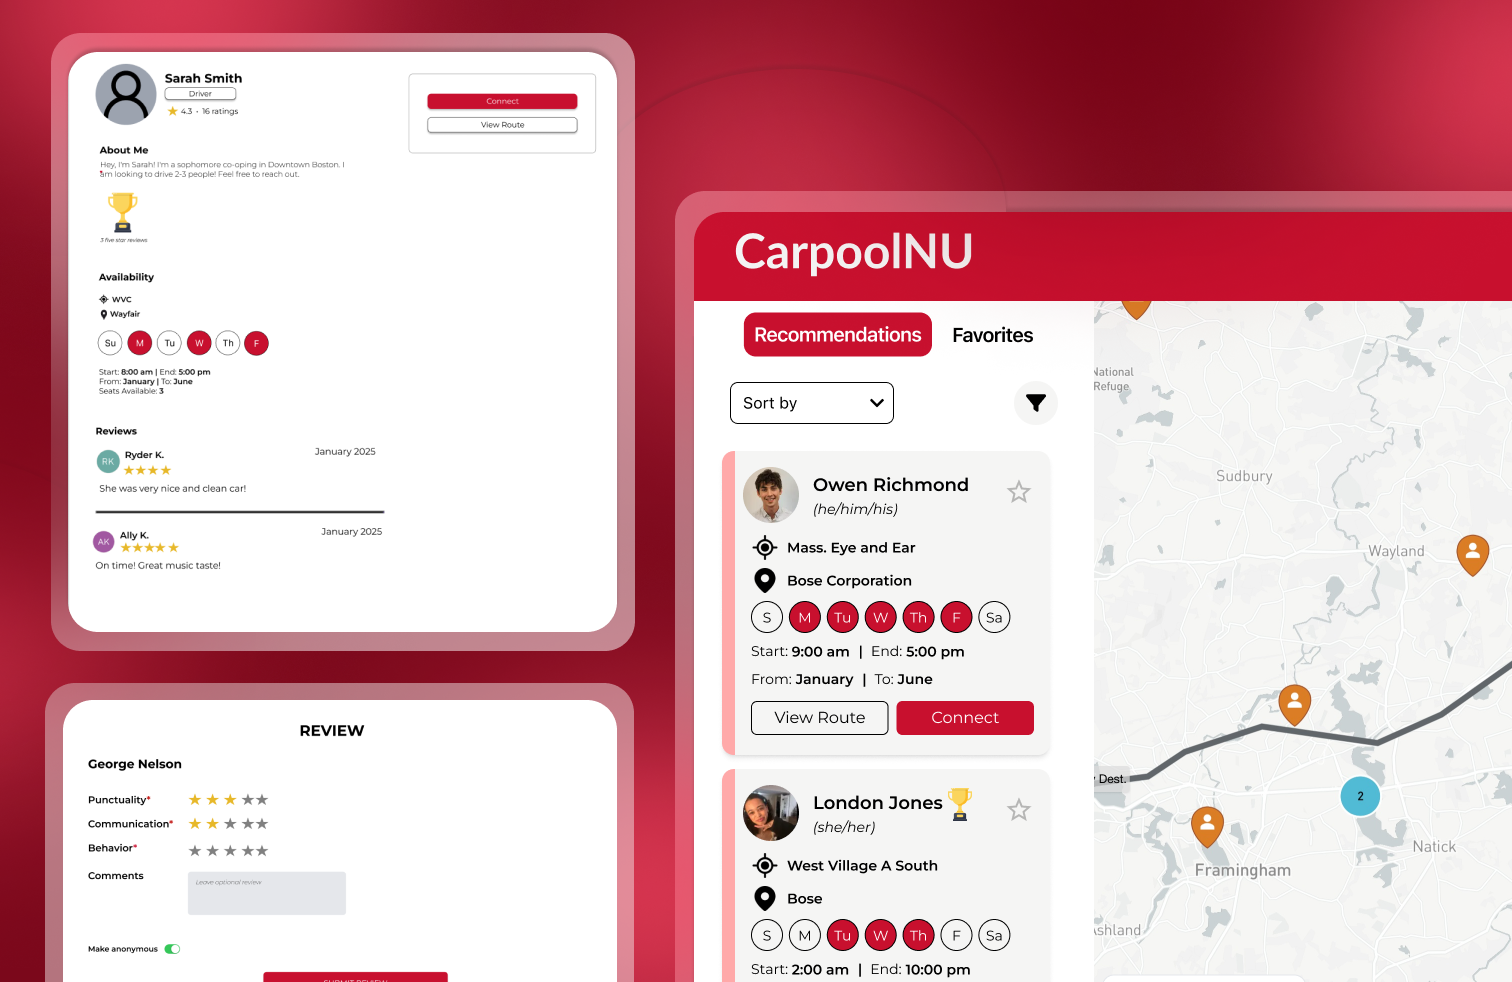 Sarah Smith
Driver
4.3 • 16 ratings
Connect
View Route
About Me
Hey, I'm Sarah! I'm a sophomore co-oping in Downtown Boston. I
am looking to drive 2-3 people! Feel free to reach out.
3 five star reviews
Availability
WVC
Wayfair
Su M Tu W Th F
Start: 8:00 am | End: 5:00 pm
From: January | To: June
Seats Available: 3
Reviews
RK Ryder K. January 2025
She was very nice and clean car!
AK Ally K. January 2025
On time! Great music taste!
REVIEW
George Nelson
Punctuality*
Communication*
Behavior*
Comments
Leave optional review
Make anonymous
SUBMIT REVIEW
CarpoolNU
Recommendations Favorites
Sort by
Owen Richmond
(he/him/his)
Mass. Eye and Ear
Bose Corporation
S M Tu W Th F Sa
Start: 9:00 am | End: 5:00 pm
From: January | To: June
View Route Connect
London Jones
(she/her)
West Village A South
Bose
S M Tu W Th F Sa
Start: 2:00 am | End: 10:00 pm
National
Refuge
Sudbury
Wayland
Dest.
2
Natick
Framingham
Ashland